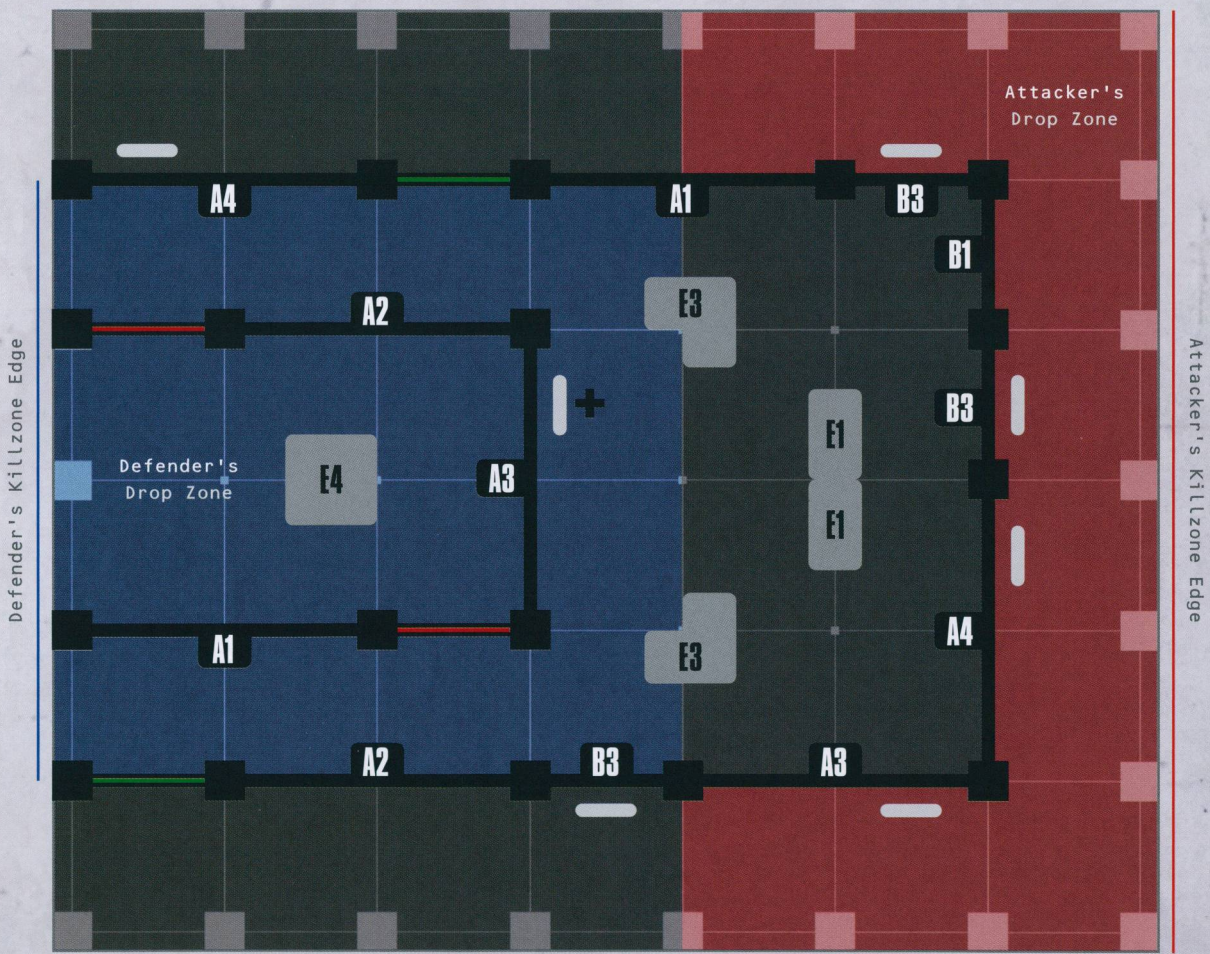 Attacker's
Drop Zone
A4
A1
B3
B1
A2
E3
Defender's Killzone Edge
Attacker's Killzone Edge
E1
B3
Defender's
Drop Zone
E4
A3
E1
A1
E3
A4
A2
B3
A3